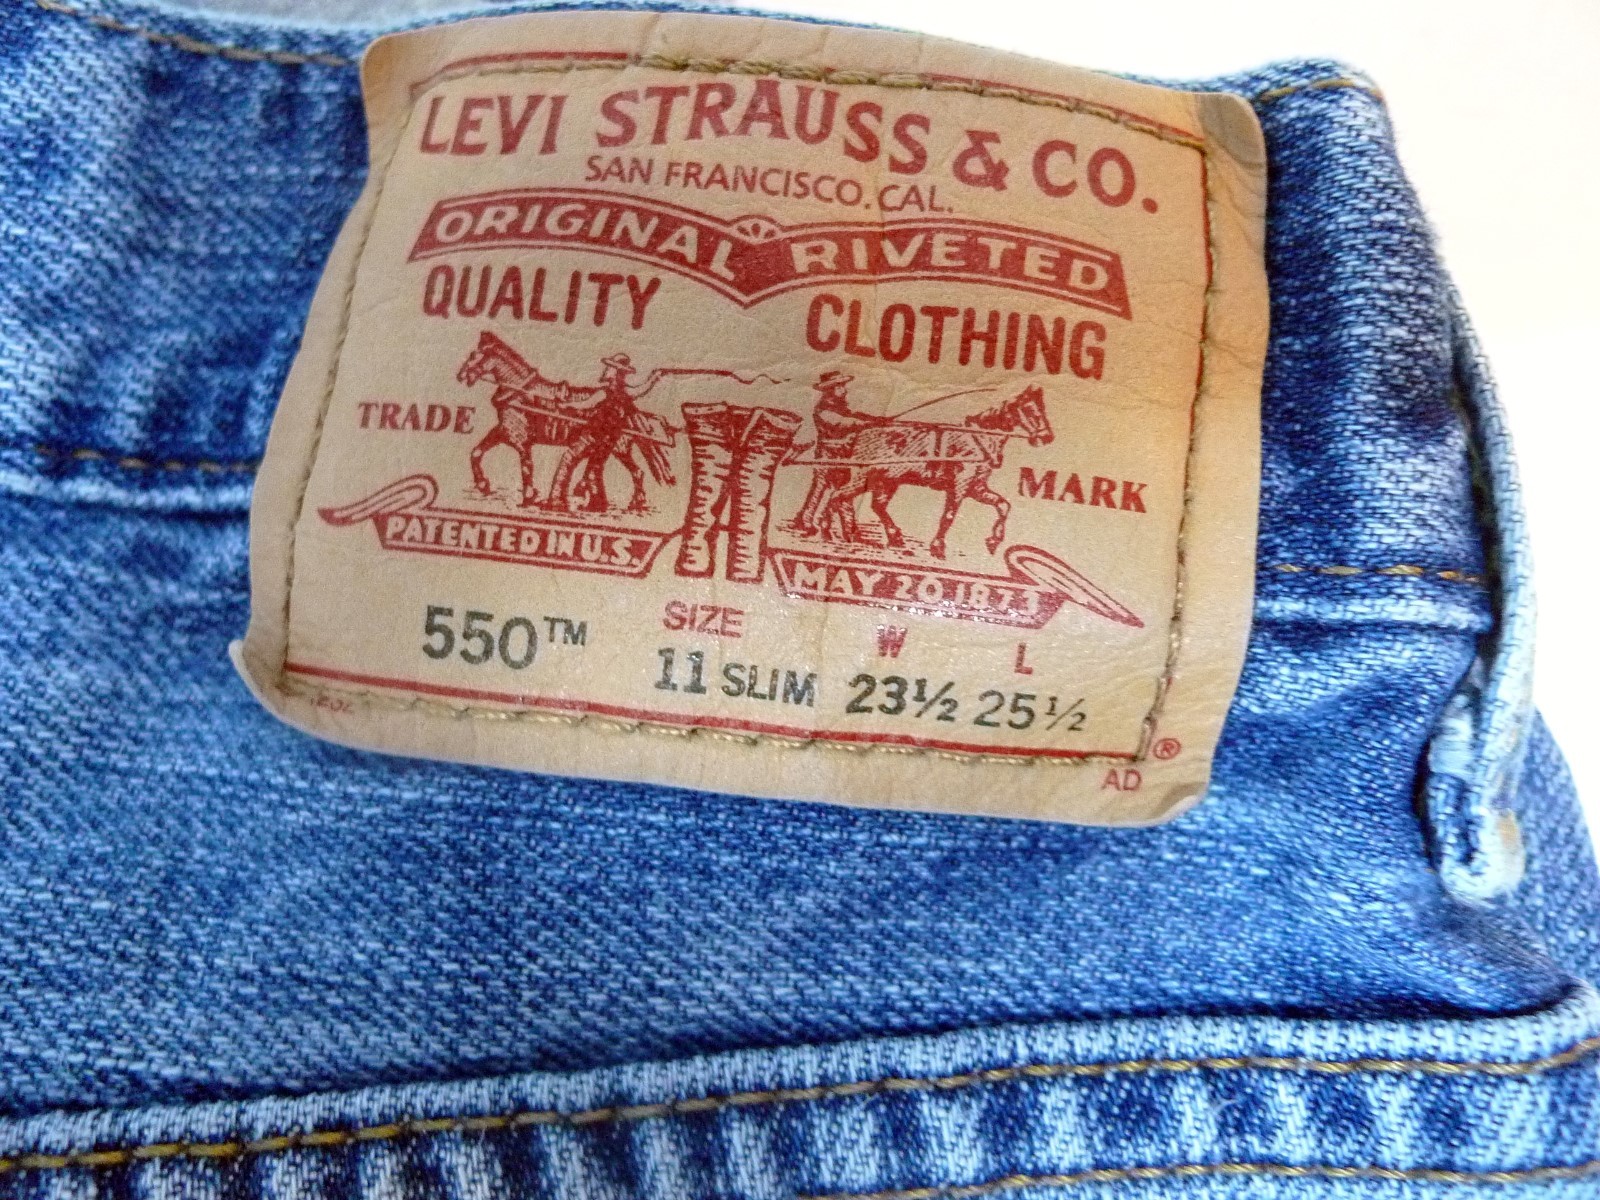 LEVI STRAUSS & CO.
SAN FRANCISCO, CAL.
ORIGINAL RIVETED
QUALITY CLOTHING
TRADE MARK
PATENTED IN U.S. MAY 20 1873
SIZE W L
550™ 11 SLIM 23½ 25½
®
AD